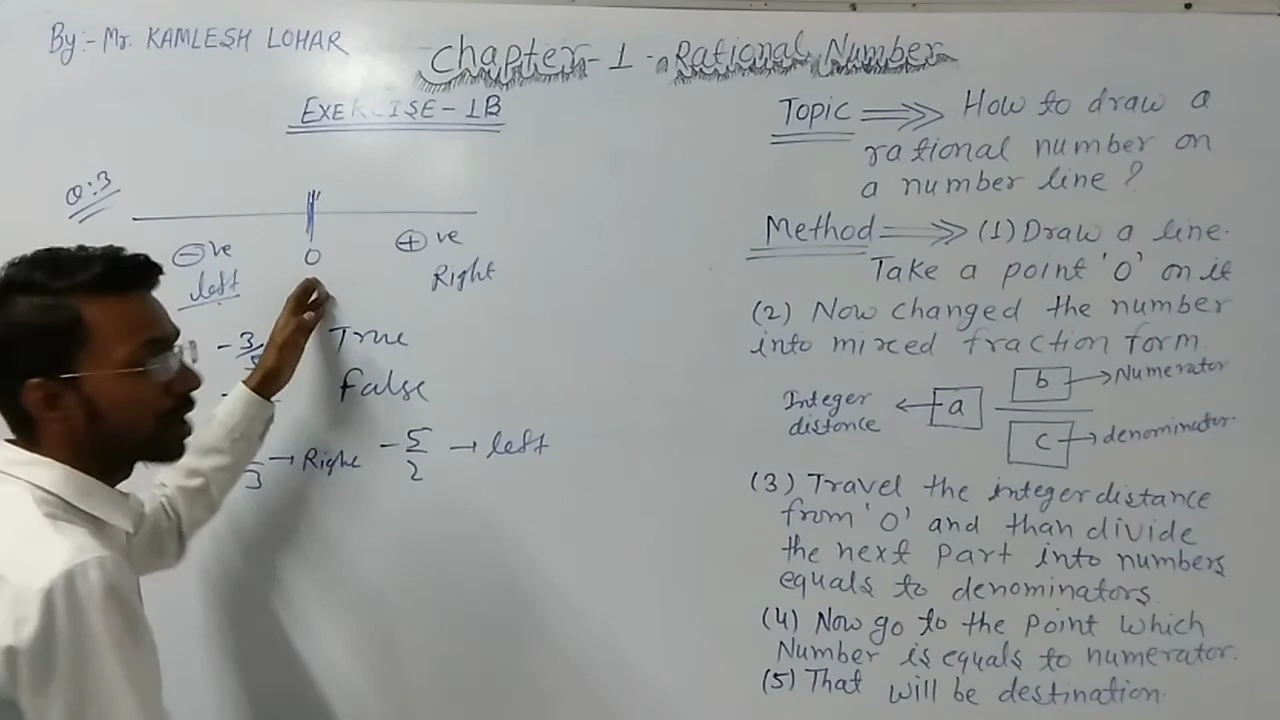 By:- Mr. KAMLESH LOHAR
Chapter - 1 - Rational Number
EXERCISE - 1B
Q:3
⊖ve
left
0
⊕ve
Right
-3/
True
False
3 → Right
-5/2 → left
Topic ⇒ How to draw a
rational number on
a number line?
Method ⇒ (1) Draw a line.
Take a point '0' on it
(2) Now changed the number
into mixed fraction form
Integer
distance ← a
b → Numerator
c → denominator
(3) Travel the integer distance
from '0' and than divide
the next part into numbers
equals to denominators
(4) Now go to the point which
Number is equals to numerator.
(5) That will be destination